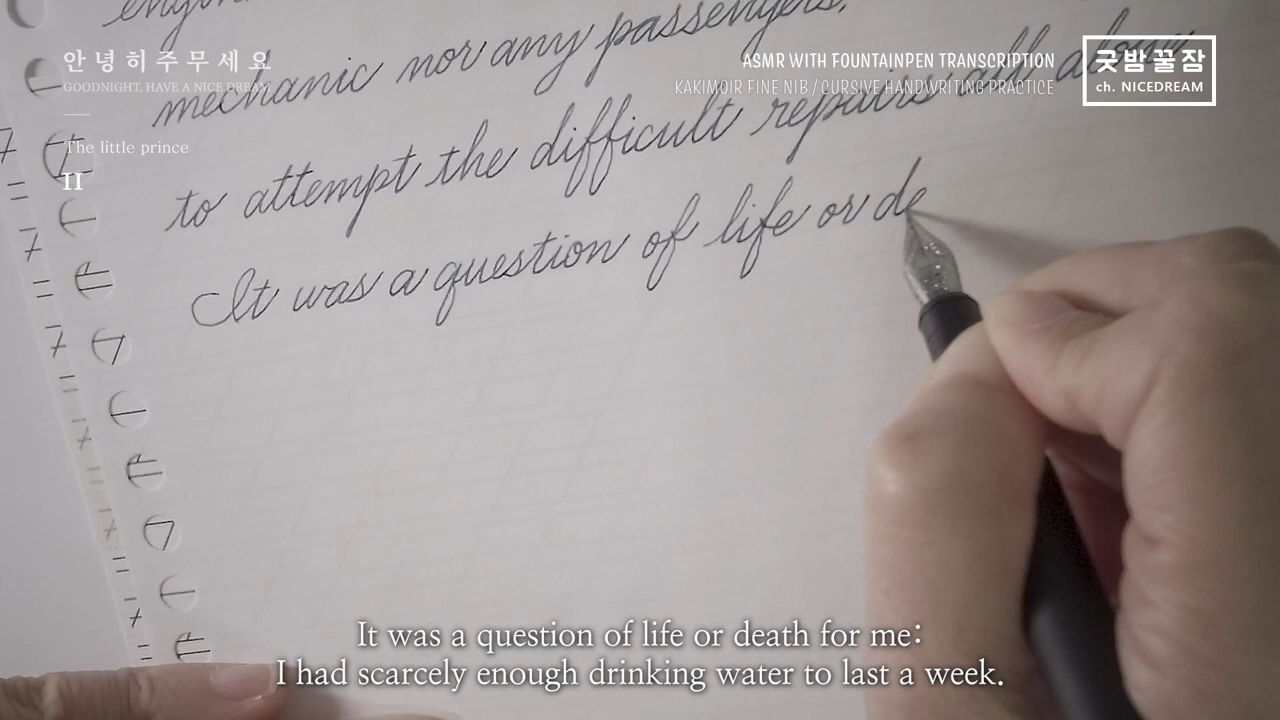 안녕히주무세요
GOODNIGHT, HAVE A NICE DREAM
The little prince
II
ASMR WITH FOUNTAINPEN TRANSCRIPTION
KAKIMOIR FINE NIB / CURSIVE HANDWRITING PRACTICE
굿밤꿀잠
ch. NICEDREAM
mechanic nor any passengers,
to attempt the difficult repairs all alone.
It was a question of life or de
It was a question of life or death for me:
I had scarcely enough drinking water to last a week.